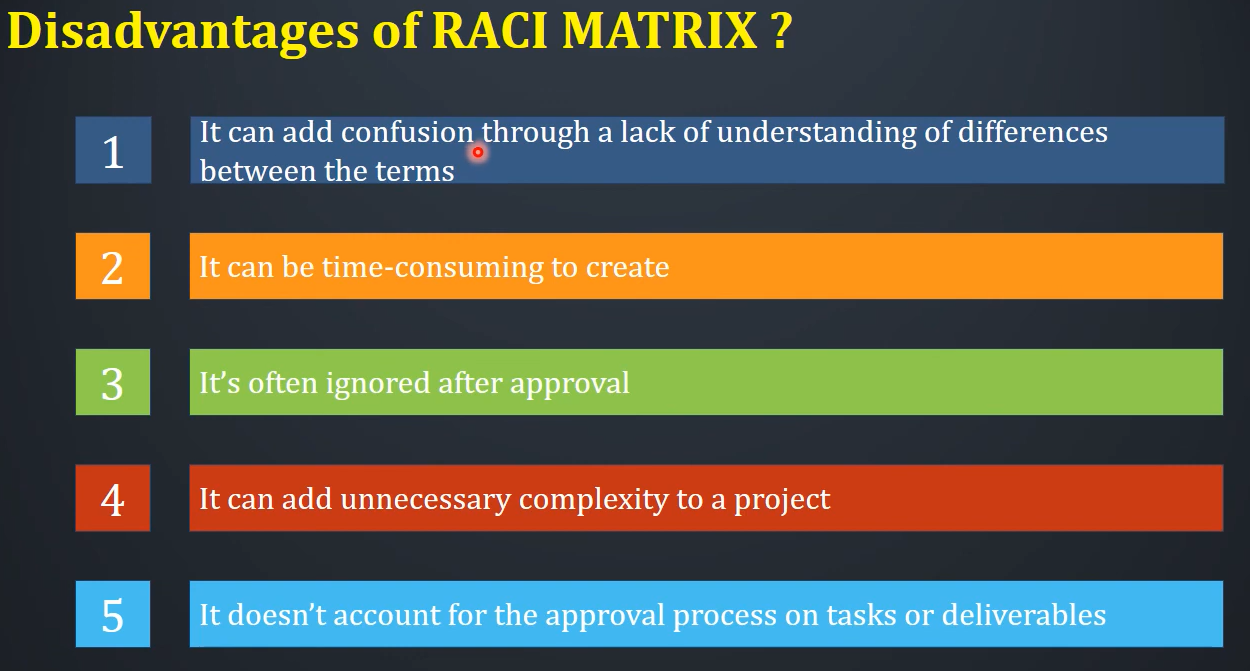 Disadvantages of RACI MATRIX ?
1
It can add confusion through a lack of understanding of differences
between the terms
2
It can be time-consuming to create
3
It’s often ignored after approval
4
It can add unnecessary complexity to a project
5
It doesn’t account for the approval process on tasks or deliverables